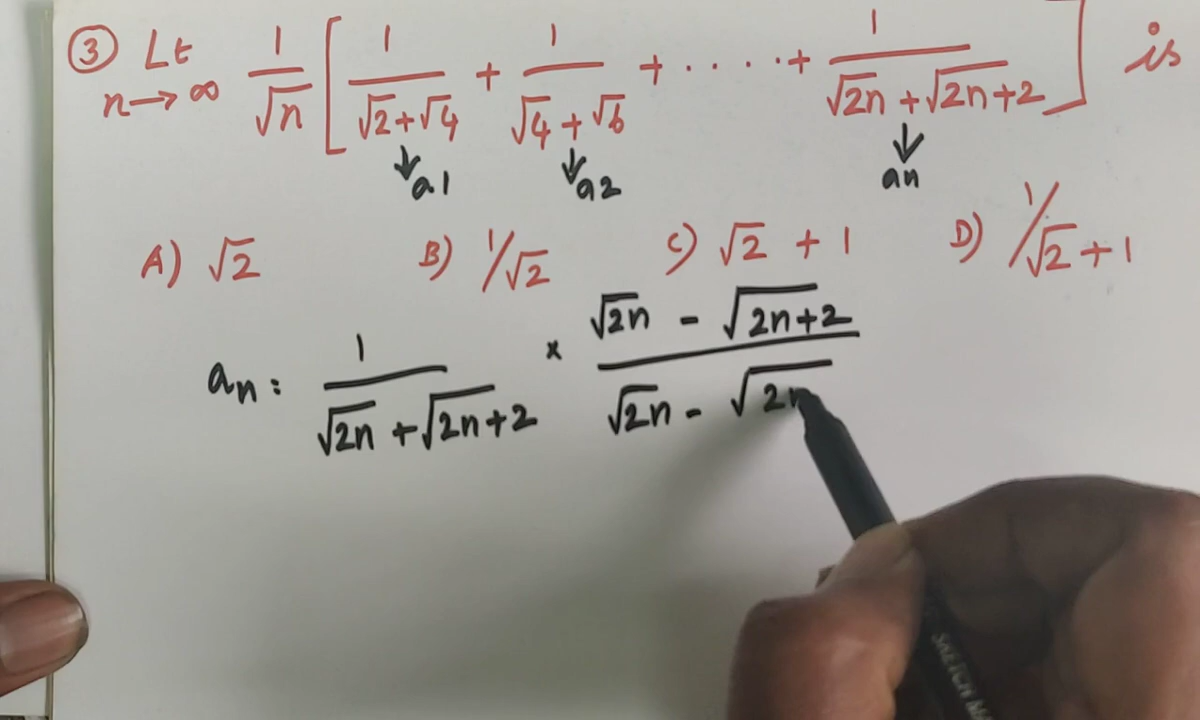 ③ Lt n→∞ 1/√n [ 1/(√2+√4) + 1/(√4+√6) + ....+ 1/(√2n+√2n+2) ] is
↓a1 ↓a2 ↓an
A) √2 B) 1/√2 C) √2 + 1 D) 1/√2+1
an: 1/(√2n+√2n+2) × (√2n - √2n+2)/(√2n - √2n
SKETCH